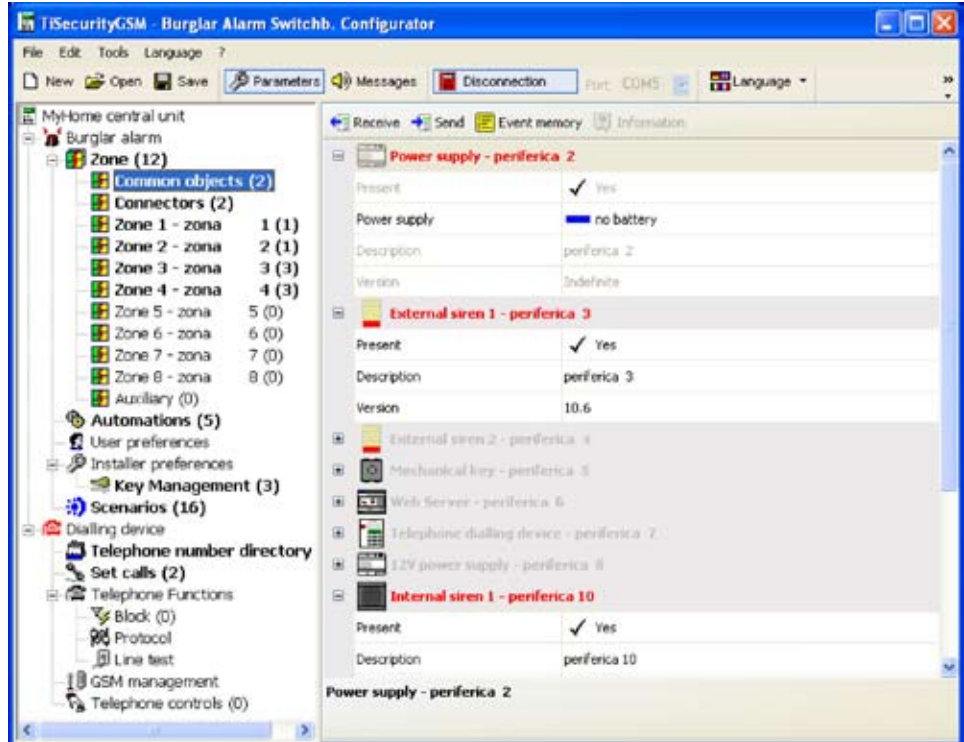 TiSecurityGSM - Burglar Alarm Switchb. Configurator
File Edit Tools Language ?
New Open Save Parameters Messages Disconnection Port: COM5 Language »
MyHome central unit
Burglar alarm
Zone (12)
Common objects (2)
Connectors (2)
Zone 1 - zona 1 (1)
Zone 2 - zona 2 (1)
Zone 3 - zona 3 (3)
Zone 4 - zona 4 (3)
Zone 5 - zona 5 (0)
Zone 6 - zona 6 (0)
Zone 7 - zona 7 (0)
Zone 8 - zona 8 (0)
Auxiliary (0)
Automations (5)
User preferences
Installer preferences
Key Management (3)
Scenarios (16)
Dialling device
Telephone number directory
Set calls (2)
Telephone Functions
Block (0)
Protocol
Line test
GSM management
Telephone controls (0)
Receive Send Event memory Information
Power supply - periferica 2
Present Yes
Power supply no battery
Description periferica 2
Version Indefinite
External siren 1 - periferica 3
Present Yes
Description periferica 3
Version 10.6
External siren 2 - periferica 4
Mechanical key - periferica 5
Web Server - periferica 6
Telephone dialling device - periferica 7
12V power supply - periferica 8
Internal siren 1 - periferica 10
Present Yes
Description periferica 10
Power supply - periferica 2